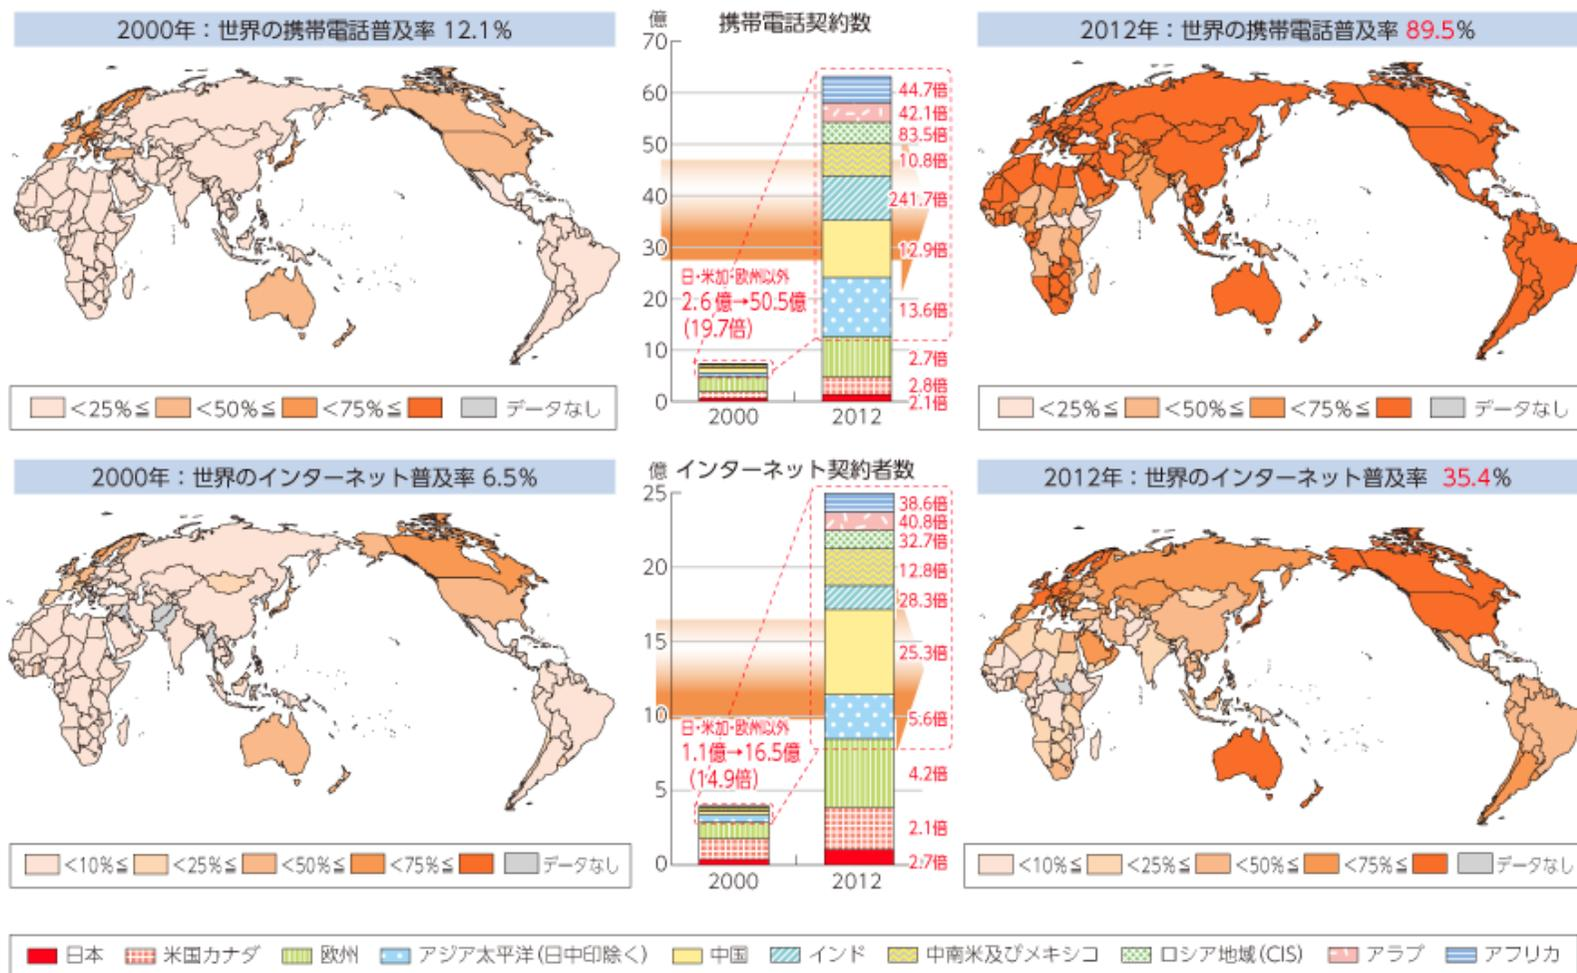 2000年：世界の携帯電話普及率 12.1%
<25%≦ <50%≦ <75%≦ データなし
億 携帯電話契約数
70
60
50
40
30
20
10
0
2000 2012
44.7倍
42.1倍
83.5倍
10.8倍
241.7倍
12.9倍
13.6倍
2.7倍
2.8倍
2.1倍
日・米加・欧州以外
2.6億→50.5億
(19.7倍)
2012年：世界の携帯電話普及率 89.5%
<25%≦ <50%≦ <75%≦ データなし
2000年：世界のインターネット普及率 6.5%
<10%≦ <25%≦ <50%≦ <75%≦ データなし
億 インターネット契約者数
25
20
15
10
5
0
2000 2012
38.6倍
40.8倍
32.7倍
12.8倍
28.3倍
25.3倍
5.6倍
4.2倍
2.1倍
2.7倍
日・米加・欧州以外
1.1億→16.5億
(14.9倍)
2012年：世界のインターネット普及率 35.4%
<10%≦ <25%≦ <50%≦ <75%≦ データなし
日本 米国カナダ 欧州 アジア太平洋(日中印除く) 中国 インド 中南米及びメキシコ ロシア地域(CIS) アラブ アフリカ